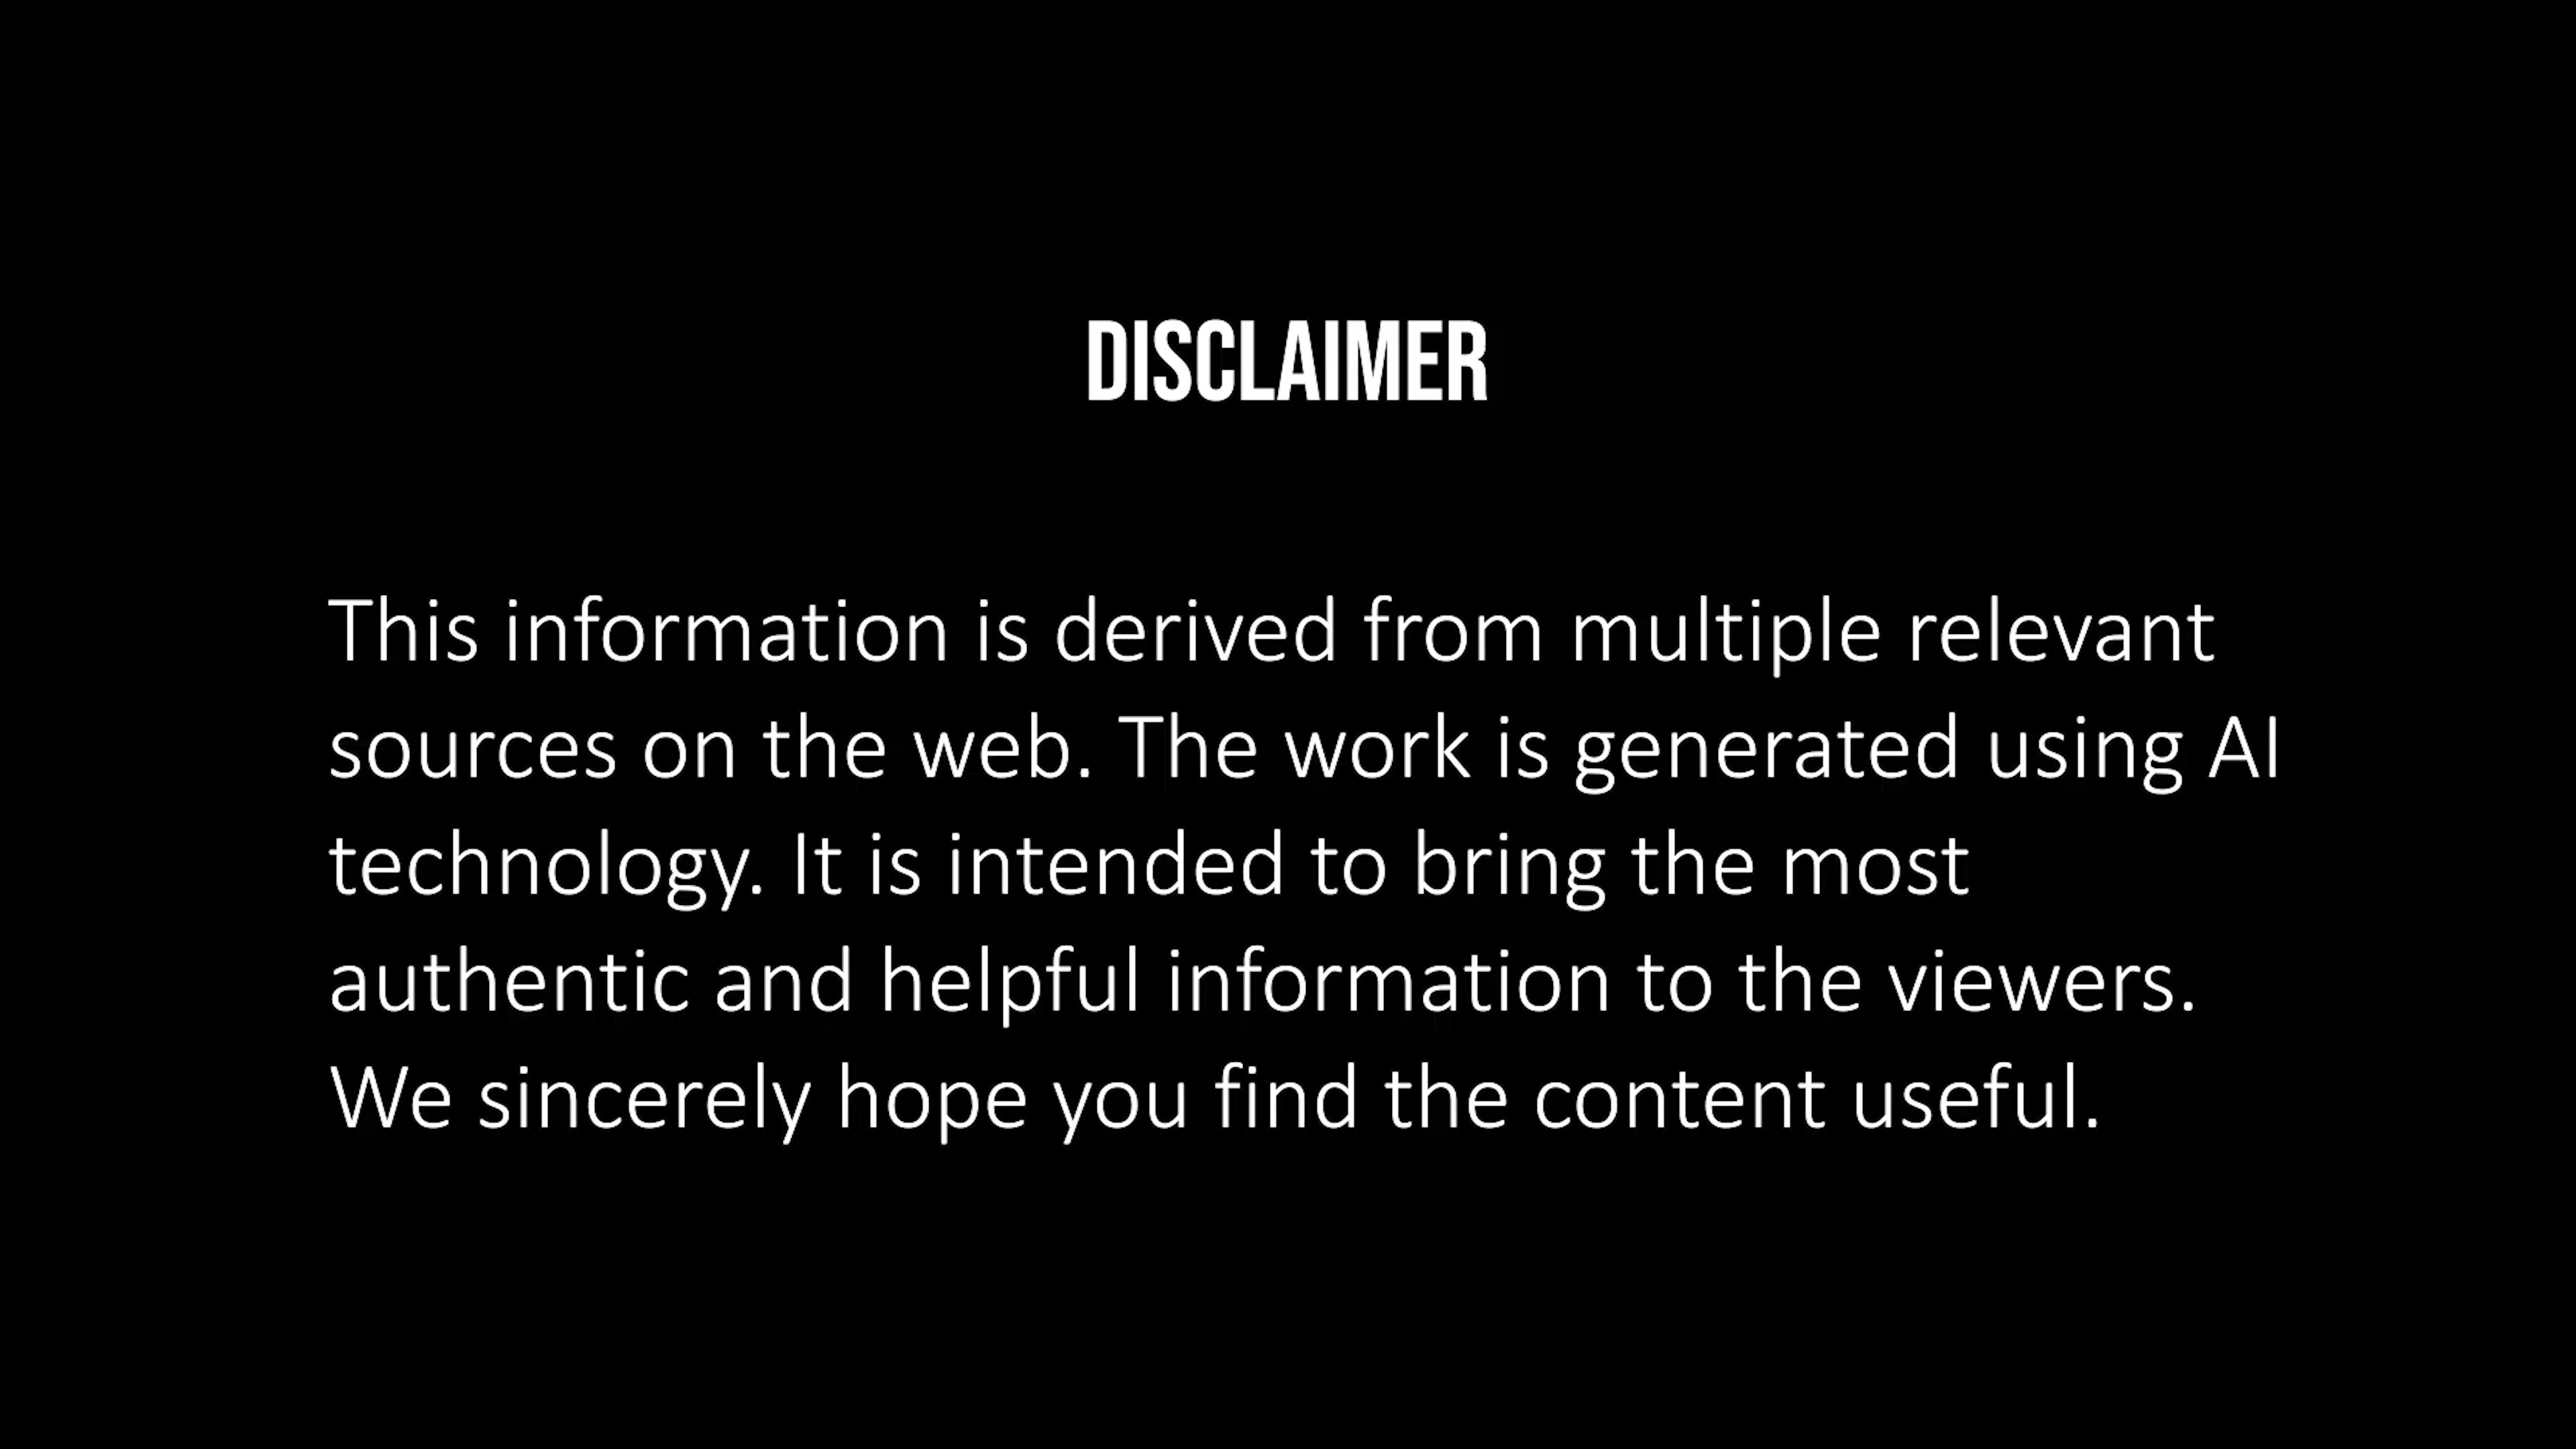 DISCLAIMER
This information is derived from multiple relevant
sources on the web. The work is generated using AI
technology. It is intended to bring the most
authentic and helpful information to the viewers.
We sincerely hope you find the content useful.